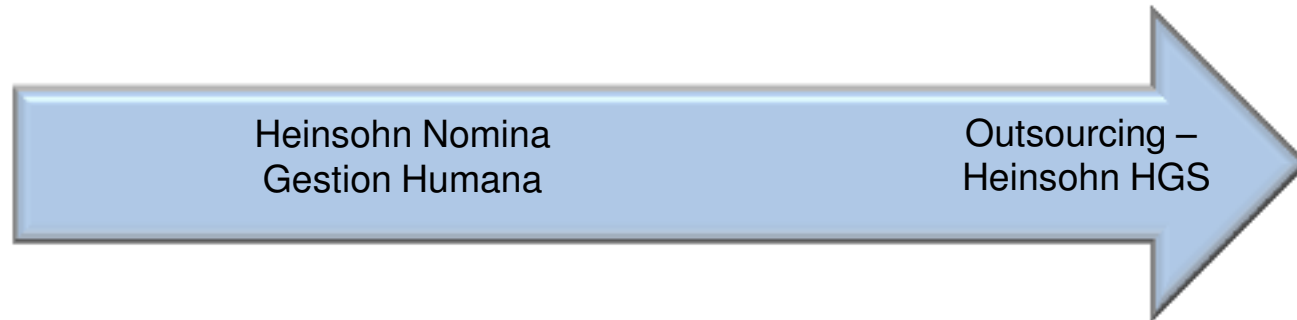 Heinsohn Nomina
Gestion Humana
Outsourcing –
Heinsohn HGS